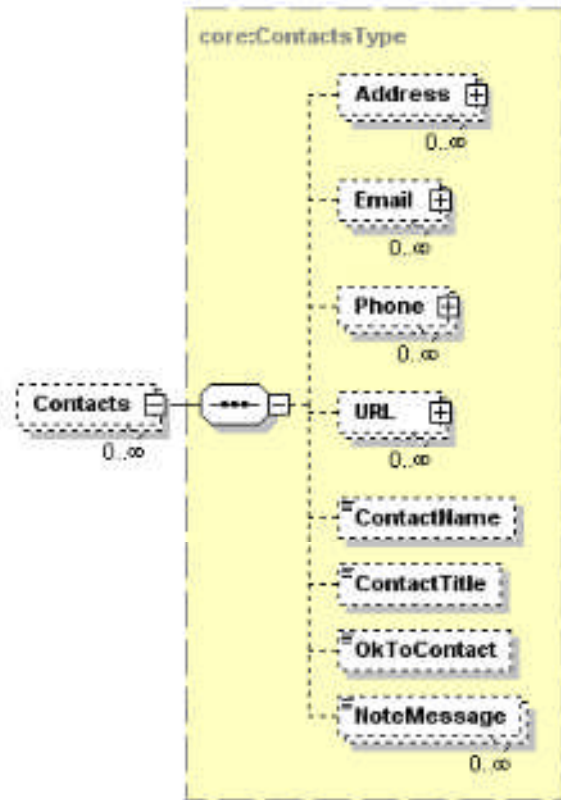 core:ContactsType
Address
0..∞
Email
0..∞
Phone
0..∞
Contacts
0..∞
URL
0..∞
ContactName
ContactTitle
OkToContact
NoteMessage
0..∞